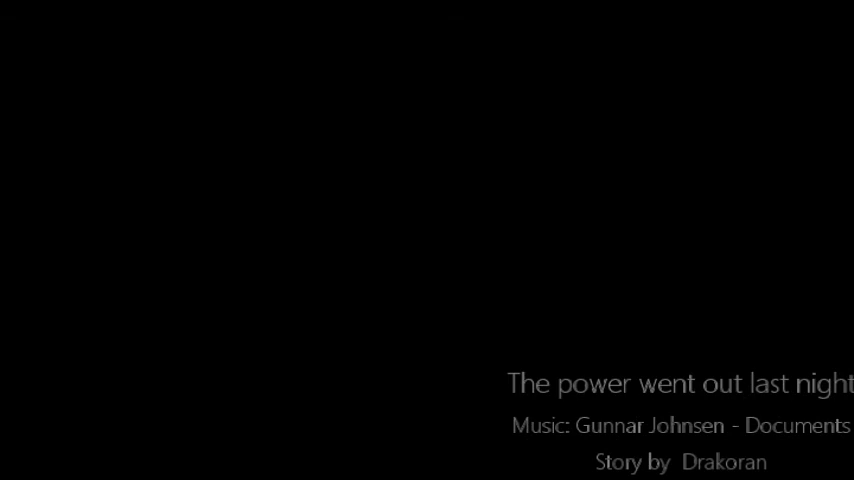 The power went out last night
Music: Gunnar Johnsen - Documents
Story by Drakoran